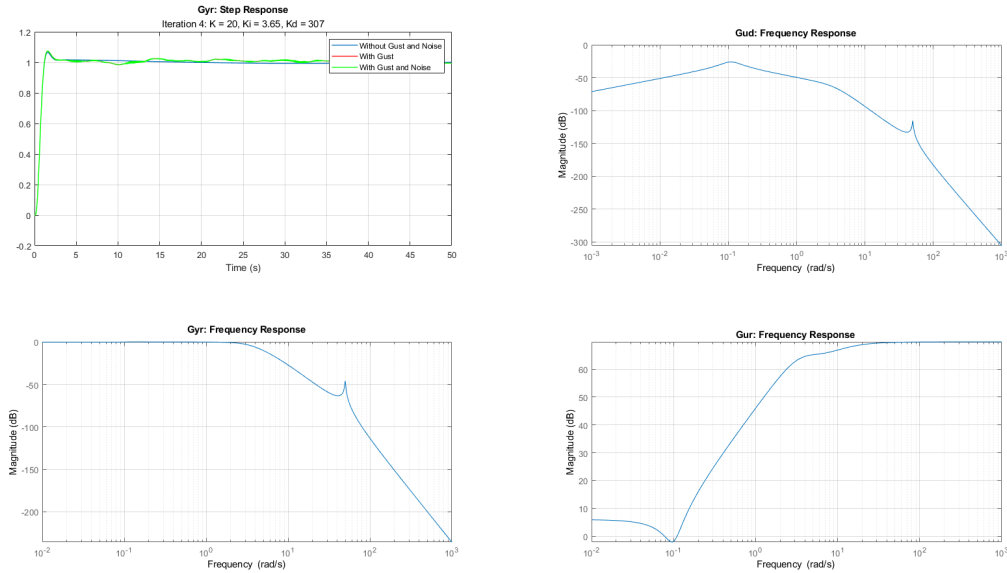 Gyr: Step Response
Iteration 4: K = 20, Ki = 3.65, Kd = 307
1.2
1
0.8
0.6
0.4
0.2
0
-0.2
Without Gust and Noise
With Gust
With Gust and Noise
0 5 10 15 20 25 30 35 40 45 50
Time (s)
Gud: Frequency Response
Magnitude (dB)
0
-50
-100
-150
-200
-250
-300
10^-3 10^-2 10^-1 10^0 10^1 10^2 10^3
Frequency (rad/s)
Gyr: Frequency Response
Magnitude (dB)
0
-50
-100
-150
-200
10^-2 10^-1 10^0 10^1 10^2 10^3
Frequency (rad/s)
Gur: Frequency Response
Magnitude (dB)
60
50
40
30
20
10
0
10^-2 10^-1 10^0 10^1 10^2 10^3
Frequency (rad/s)